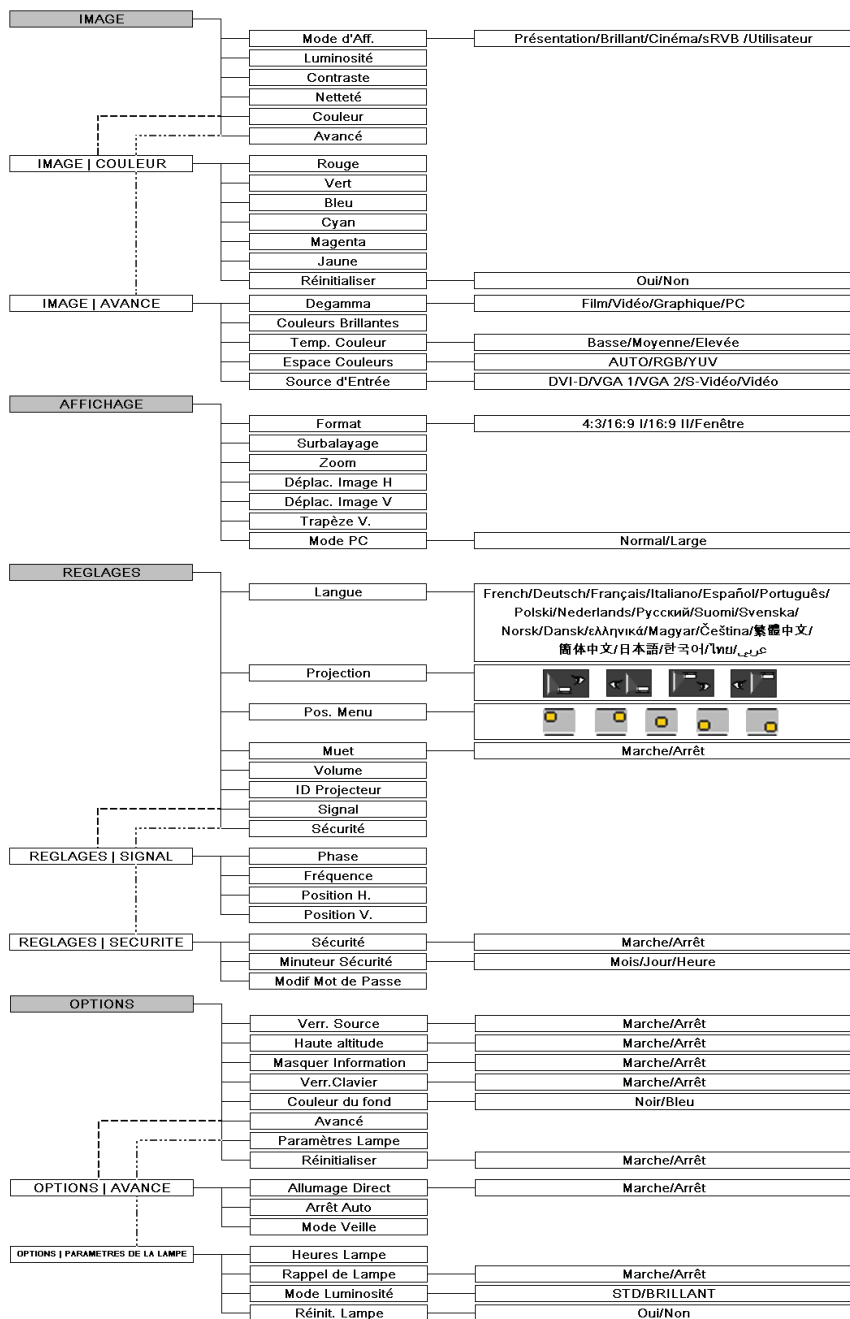 IMAGE
Mode d'Aff. Présentation/Brillant/Cinéma/sRVB /Utilisateur
Luminosité
Contraste
Netteté
Couleur
Avancé
IMAGE | COULEUR Rouge
Vert
Bleu
Cyan
Magenta
Jaune
Réinitialiser Oui/Non
IMAGE | AVANCE Degamma Film/Vidéo/Graphique/PC
Couleurs Brillantes
Temp. Couleur Basse/Moyenne/Elevée
Espace Couleurs AUTO/RGB/YUV
Source d'Entrée DVI-D/VGA 1/VGA 2/S-Vidéo/Vidéo
AFFICHAGE
Format 4:3/16:9 I/16:9 II/Fenêtre
Surbalayage
Zoom
Déplac. Image H
Déplac. Image V
Trapèze V.
Mode PC Normal/Large
REGLAGES
Langue French/Deutsch/Français/Italiano/Español/Português/
Polski/Nederlands/Русский/Suomi/Svenska/
Norsk/Dansk/ελληνικά/Magyar/Čeština/繁體中文/
简体中文/日本語/한국어/ไทย/عربي
Projection
Pos. Menu
Muet Marche/Arrêt
Volume
ID Projecteur
Signal
Sécurité
REGLAGES | SIGNAL Phase
Fréquence
Position H.
Position V.
REGLAGES | SECURITE Sécurité Marche/Arrêt
Minuteur Sécurité Mois/Jour/Heure
Modif Mot de Passe
OPTIONS
Verr. Source Marche/Arrêt
Haute altitude Marche/Arrêt
Masquer Information Marche/Arrêt
Verr.Clavier Marche/Arrêt
Couleur du fond Noir/Bleu
Avancé
Paramètres Lampe
Réinitialiser Marche/Arrêt
OPTIONS | AVANCE Allumage Direct Marche/Arrêt
Arrêt Auto
Mode Veille
OPTIONS | PARAMETRES DE LA LAMPE Heures Lampe
Rappel de Lampe Marche/Arrêt
Mode Luminosité STD/BRILLANT
Réinit. Lampe Oui/Non